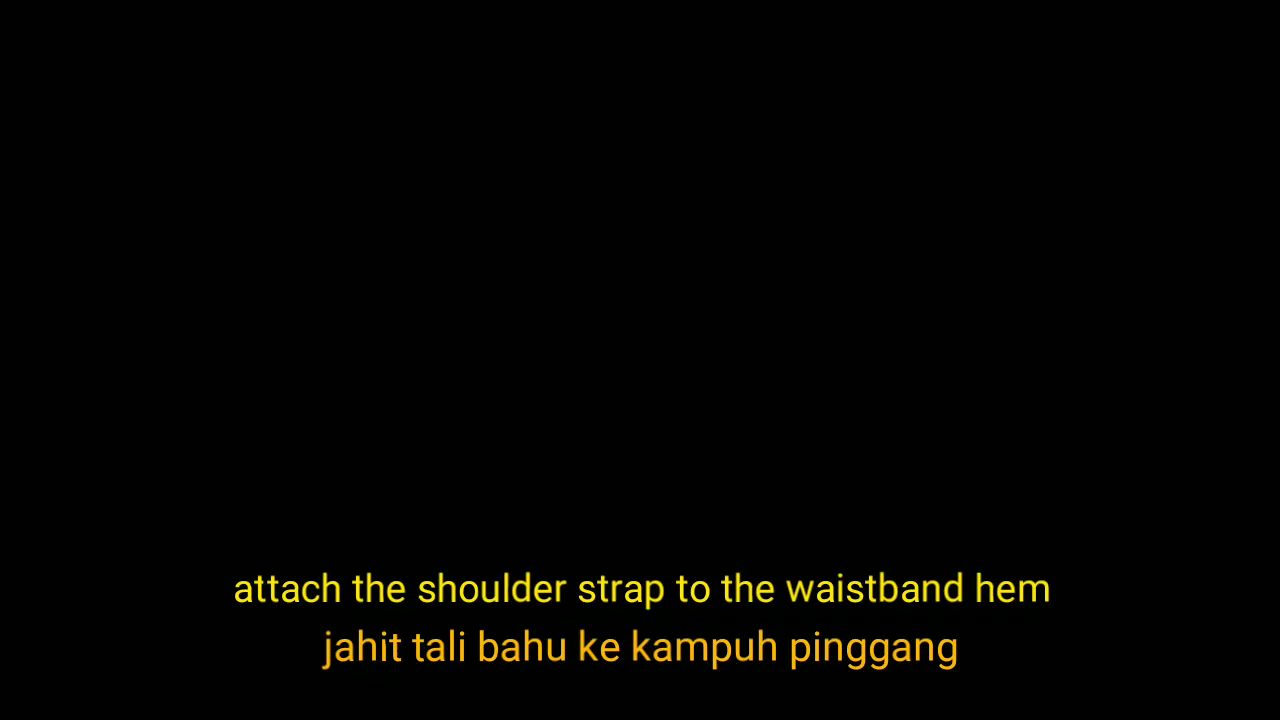 attach the shoulder strap to the waistband hem
jahit tali bahu ke kampuh pinggang